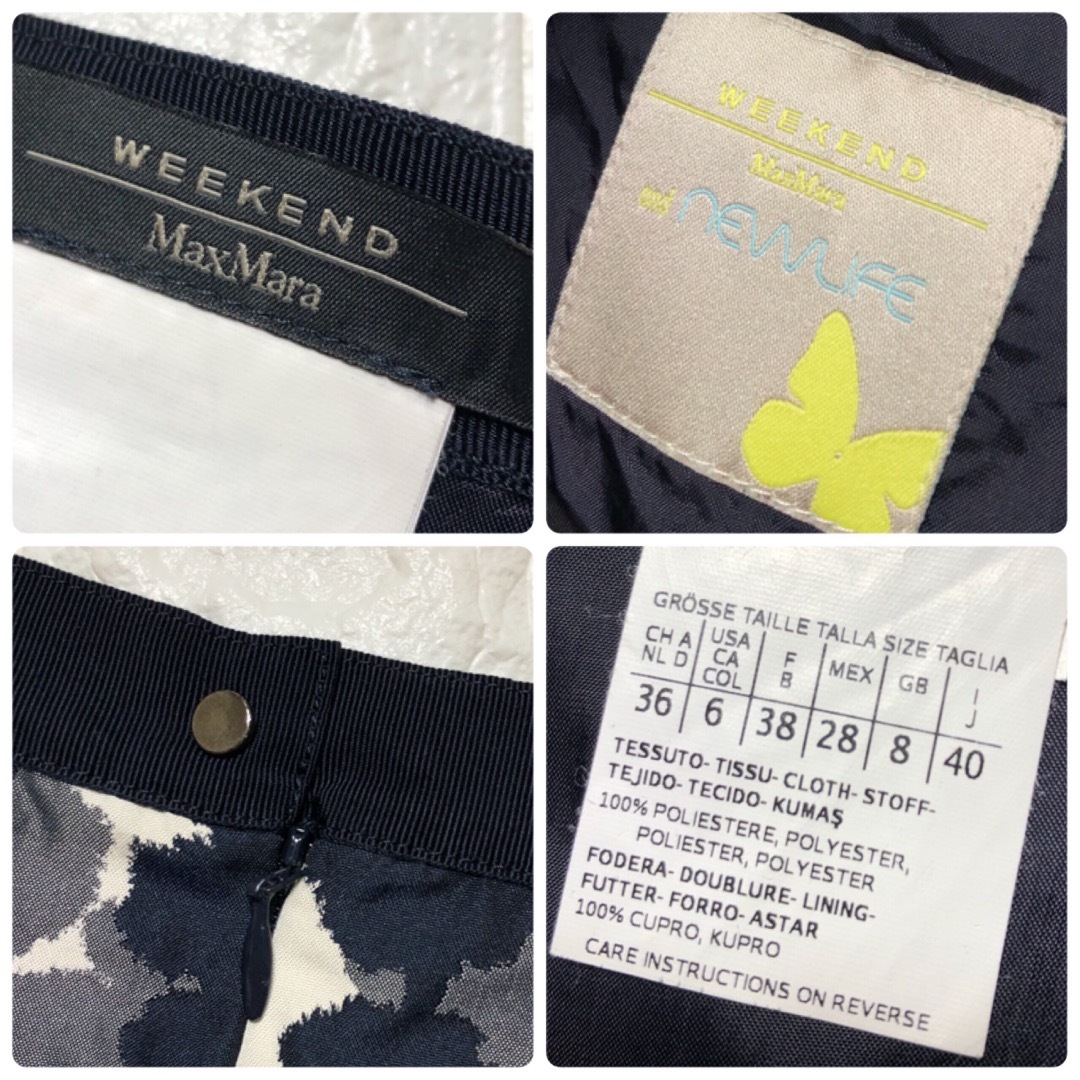 WEEKEND
MaxMara
WEEKEND
MaxMara
and NEWLIFE
GRÖSSE TAILLE TALLA SIZE TAGLIA
CH A NL D
USA CA COL
F B
MEX
GB
I J
36 6 38 28 8 40
TESSUTO- TISSU- CLOTH- STOFF-
TEJIDO- TECIDO- KUMAŞ
100% POLIESTERE, POLYESTER,
POLIESTER, POLYESTER
FODERA- DOUBLURE- LINING-
FUTTER- FORRO- ASTAR
100% CUPRO, KUPRO
CARE INSTRUCTIONS ON REVERSE